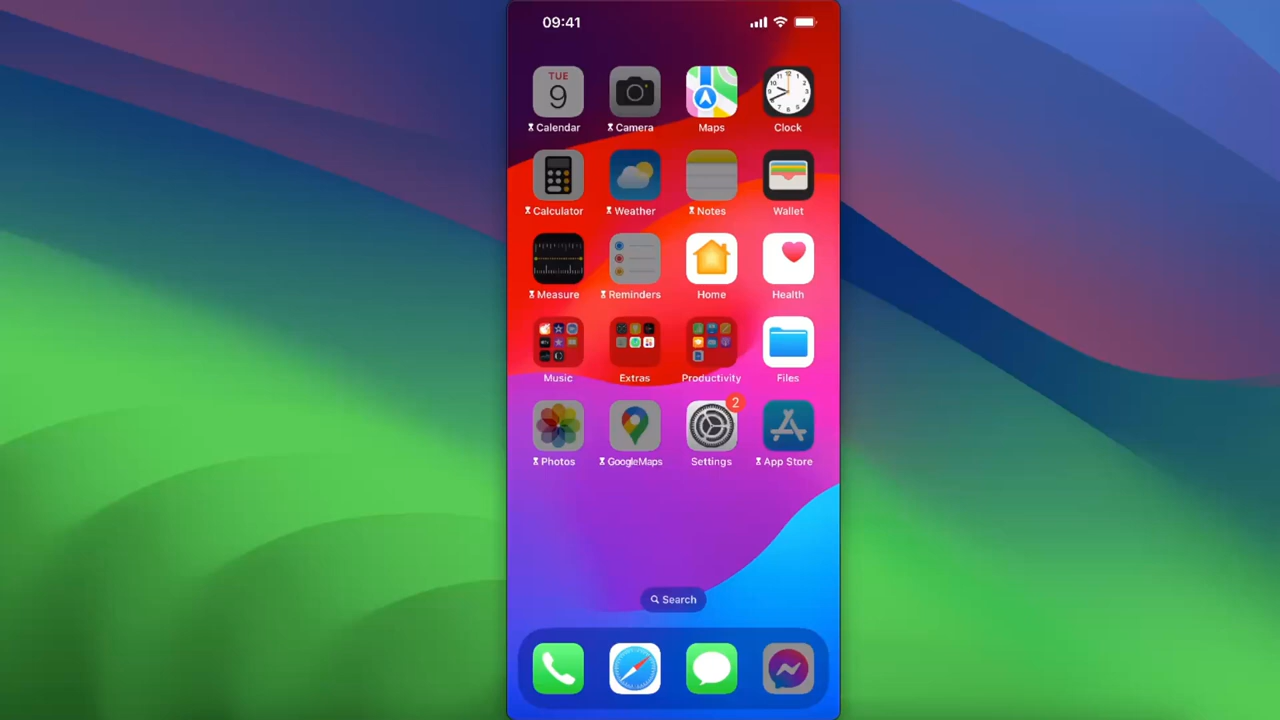 09:41
TUE
9
Calendar
Camera
Maps
Clock
Calculator
Weather
Notes
Wallet
Measure
Reminders
Home
Health
Music
Extras
Productivity
Files
Photos
GoogleMaps
2
Settings
App Store
Search